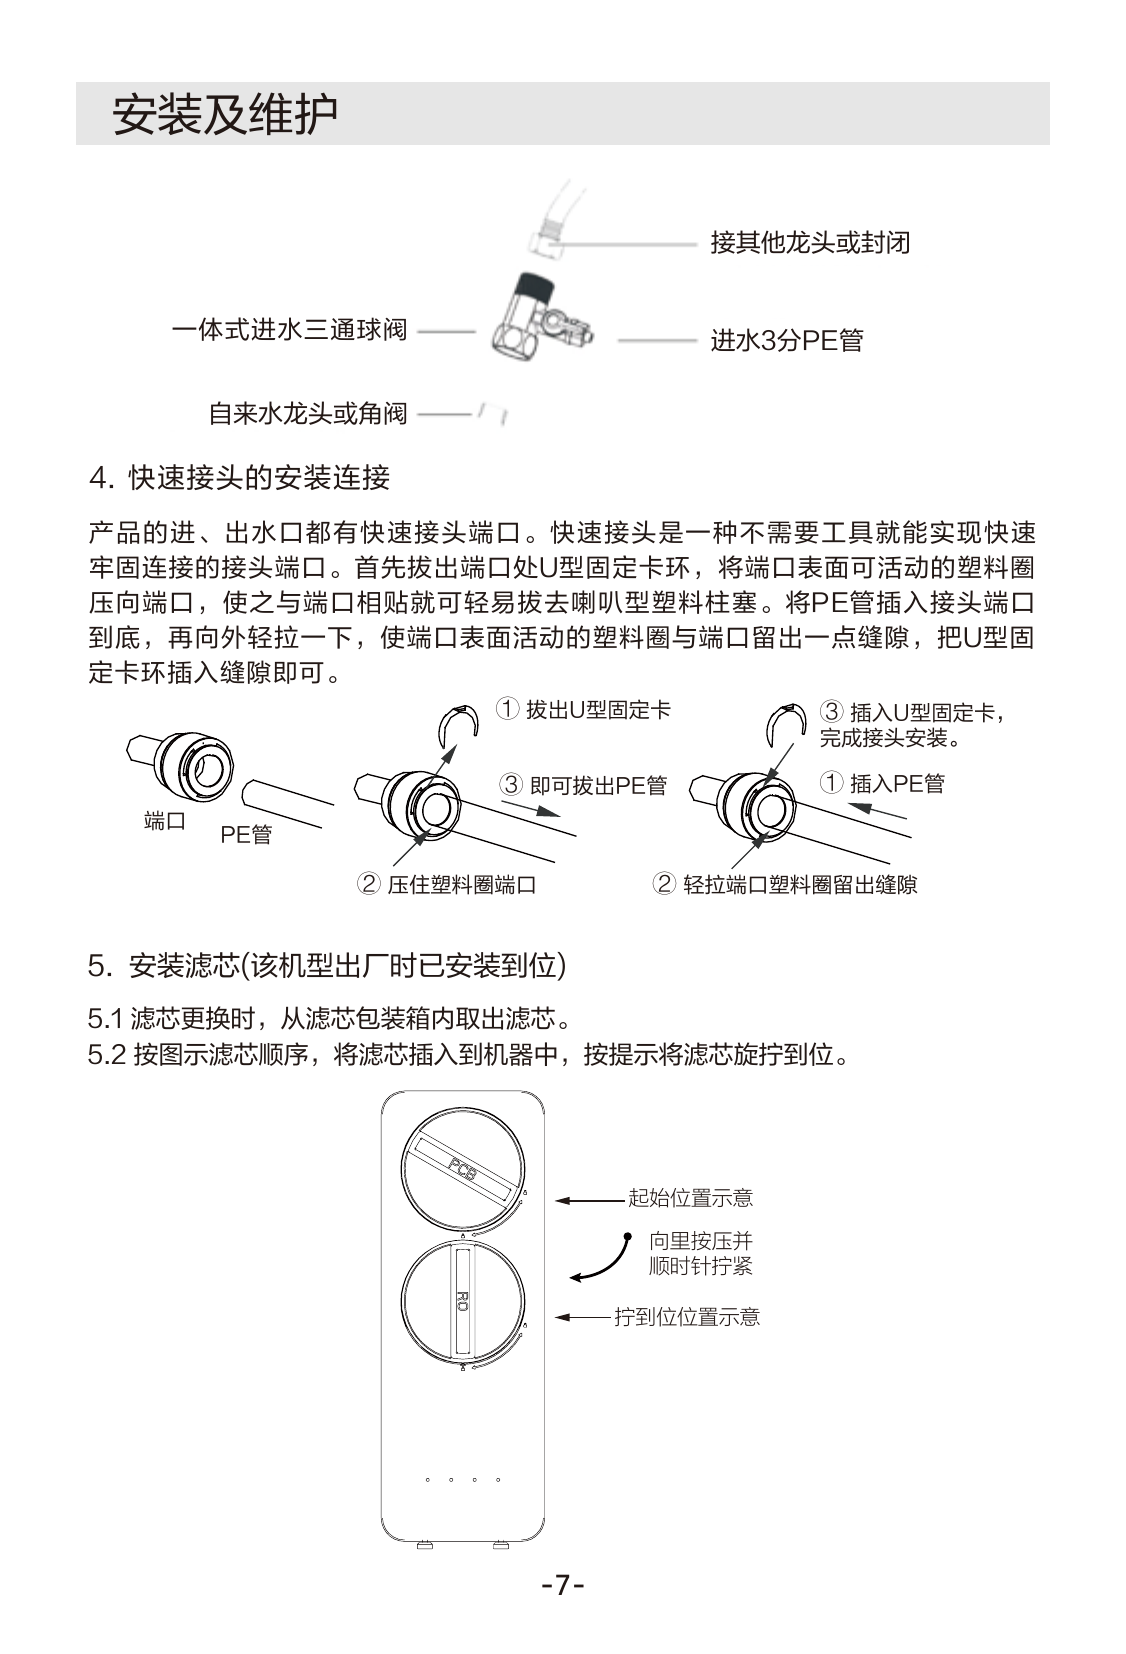 安装及维护
接其他龙头或封闭
一体式进水三通球阀
进水3分PE管
自来水龙头或角阀
4. 快速接头的安装连接
产品的进、出水口都有快速接头端口。快速接头是一种不需要工具就能实现快速
牢固连接的接头端口。首先拔出端口处U型固定卡环，将端口表面可活动的塑料圈
压向端口，使之与端口相贴就可轻易拔去喇叭型塑料柱塞。将PE管插入接头端口
到底，再向外轻拉一下，使端口表面活动的塑料圈与端口留出一点缝隙，把U型固
定卡环插入缝隙即可。
① 拔出U型固定卡
③ 插入U型固定卡，
完成接头安装。
③ 即可拔出PE管
① 插入PE管
端口
PE管
② 压住塑料圈端口
② 轻拉端口塑料圈留出缝隙
5. 安装滤芯(该机型出厂时已安装到位)
5.1 滤芯更换时，从滤芯包装箱内取出滤芯。
5.2 按图示滤芯顺序，将滤芯插入到机器中，按提示将滤芯旋拧到位。
PCB
起始位置示意
向里按压并
顺时针拧紧
RO
拧到位位置示意
-7-